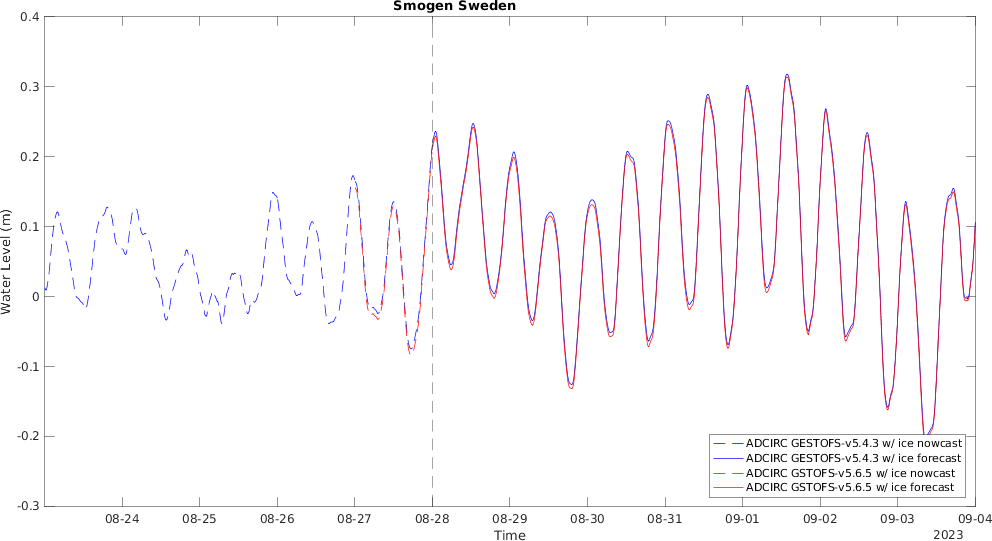 Smogen Sweden
0.4
0.3
0.2
0.1
0
-0.1
-0.2
-0.3
Water Level (m)
08-24 08-25 08-26 08-27 08-28 08-29 08-30 08-31 09-01 09-02 09-03 09-04
Time
2023
ADCIRC GESTOFS-v5.4.3 w/ ice nowcast
ADCIRC GESTOFS-v5.4.3 w/ ice forecast
ADCIRC GSTOFS-v5.6.5 w/ ice nowcast
ADCIRC GSTOFS-v5.6.5 w/ ice forecast